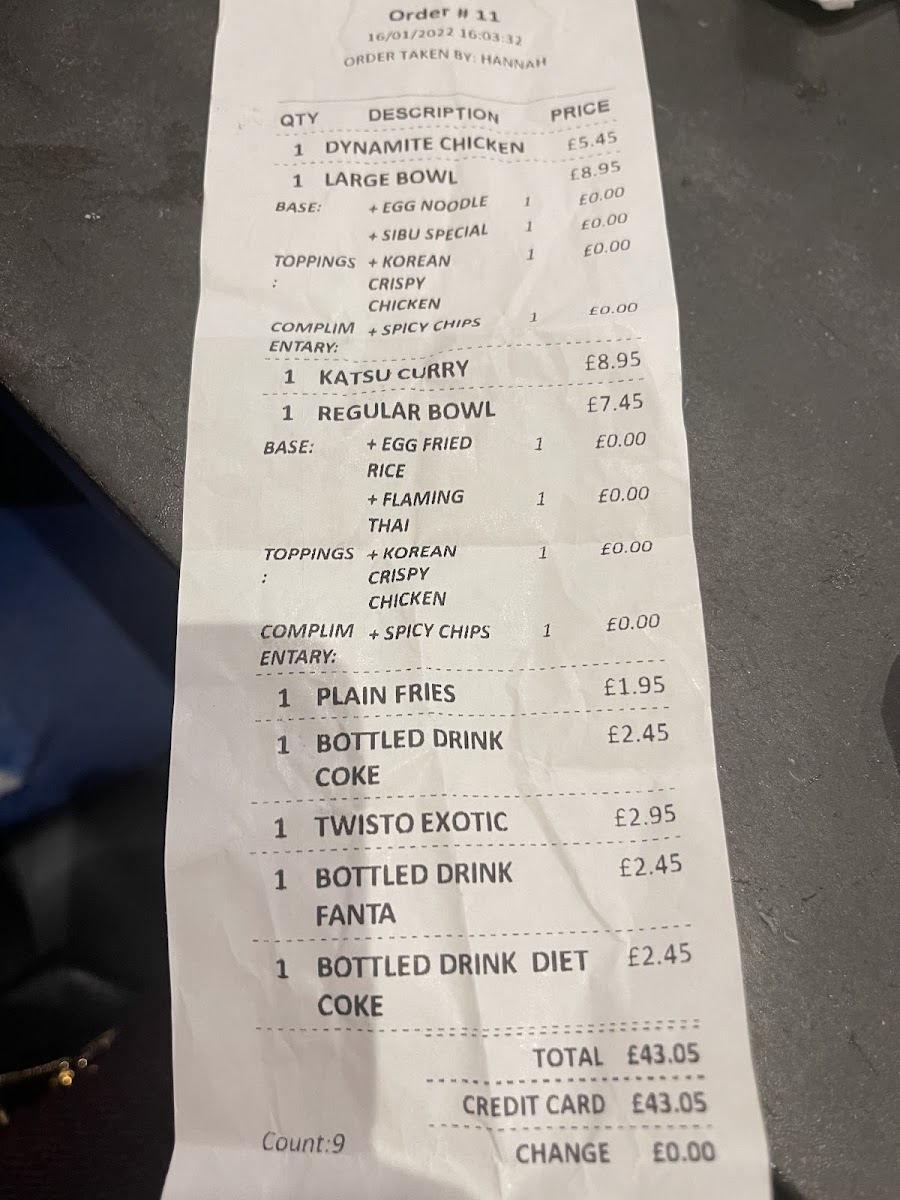 Order # 11
16/01/2022 16:03:32
ORDER TAKEN BY: HANNAH
QTY DESCRIPTION PRICE
1 DYNAMITE CHICKEN £5.45
1 LARGE BOWL £8.95
BASE: + EGG NOODLE 1 £0.00
+ SIBU SPECIAL 1 £0.00
TOPPINGS + KOREAN 1 £0.00
: CRISPY
CHICKEN
COMPLIM + SPICY CHIPS 1 £0.00
ENTARY:
1 KATSU CURRY £8.95
1 REGULAR BOWL £7.45
BASE: + EGG FRIED 1 £0.00
RICE
+ FLAMING 1 £0.00
THAI
TOPPINGS + KOREAN 1 £0.00
: CRISPY
CHICKEN
COMPLIM + SPICY CHIPS 1 £0.00
ENTARY:
1 PLAIN FRIES £1.95
1 BOTTLED DRINK £2.45
COKE
1 TWISTO EXOTIC £2.95
1 BOTTLED DRINK £2.45
FANTA
1 BOTTLED DRINK DIET £2.45
COKE
TOTAL £43.05
CREDIT CARD £43.05
Count:9 CHANGE £0.00